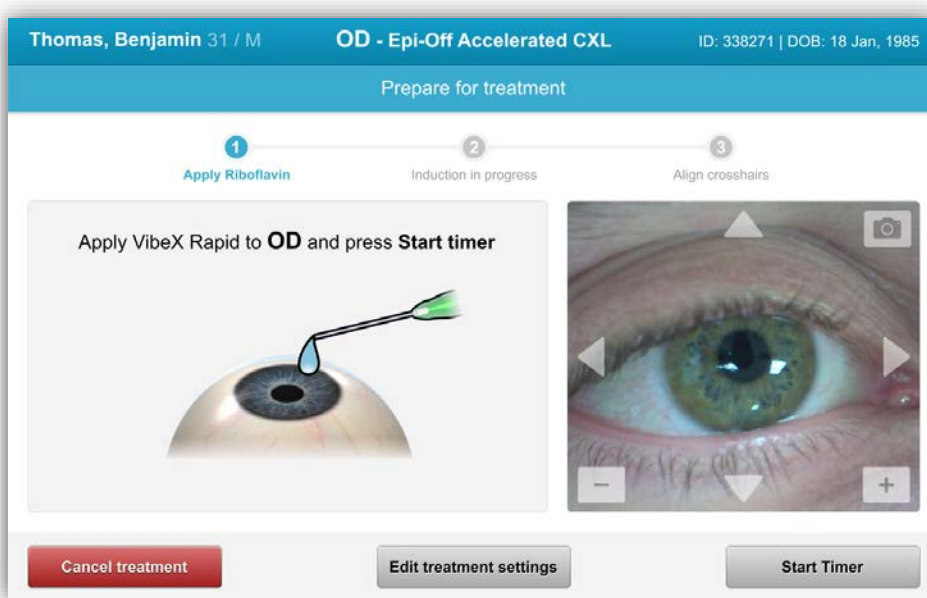 Thomas, Benjamin 31 / M OD - Epi-Off Accelerated CXL ID: 338271 | DOB: 18 Jan, 1985
Prepare for treatment
1 2 3
Apply Riboflavin Induction in progress Align crosshairs
Apply VibeX Rapid to OD and press Start timer
Cancel treatment Edit treatment settings Start Timer